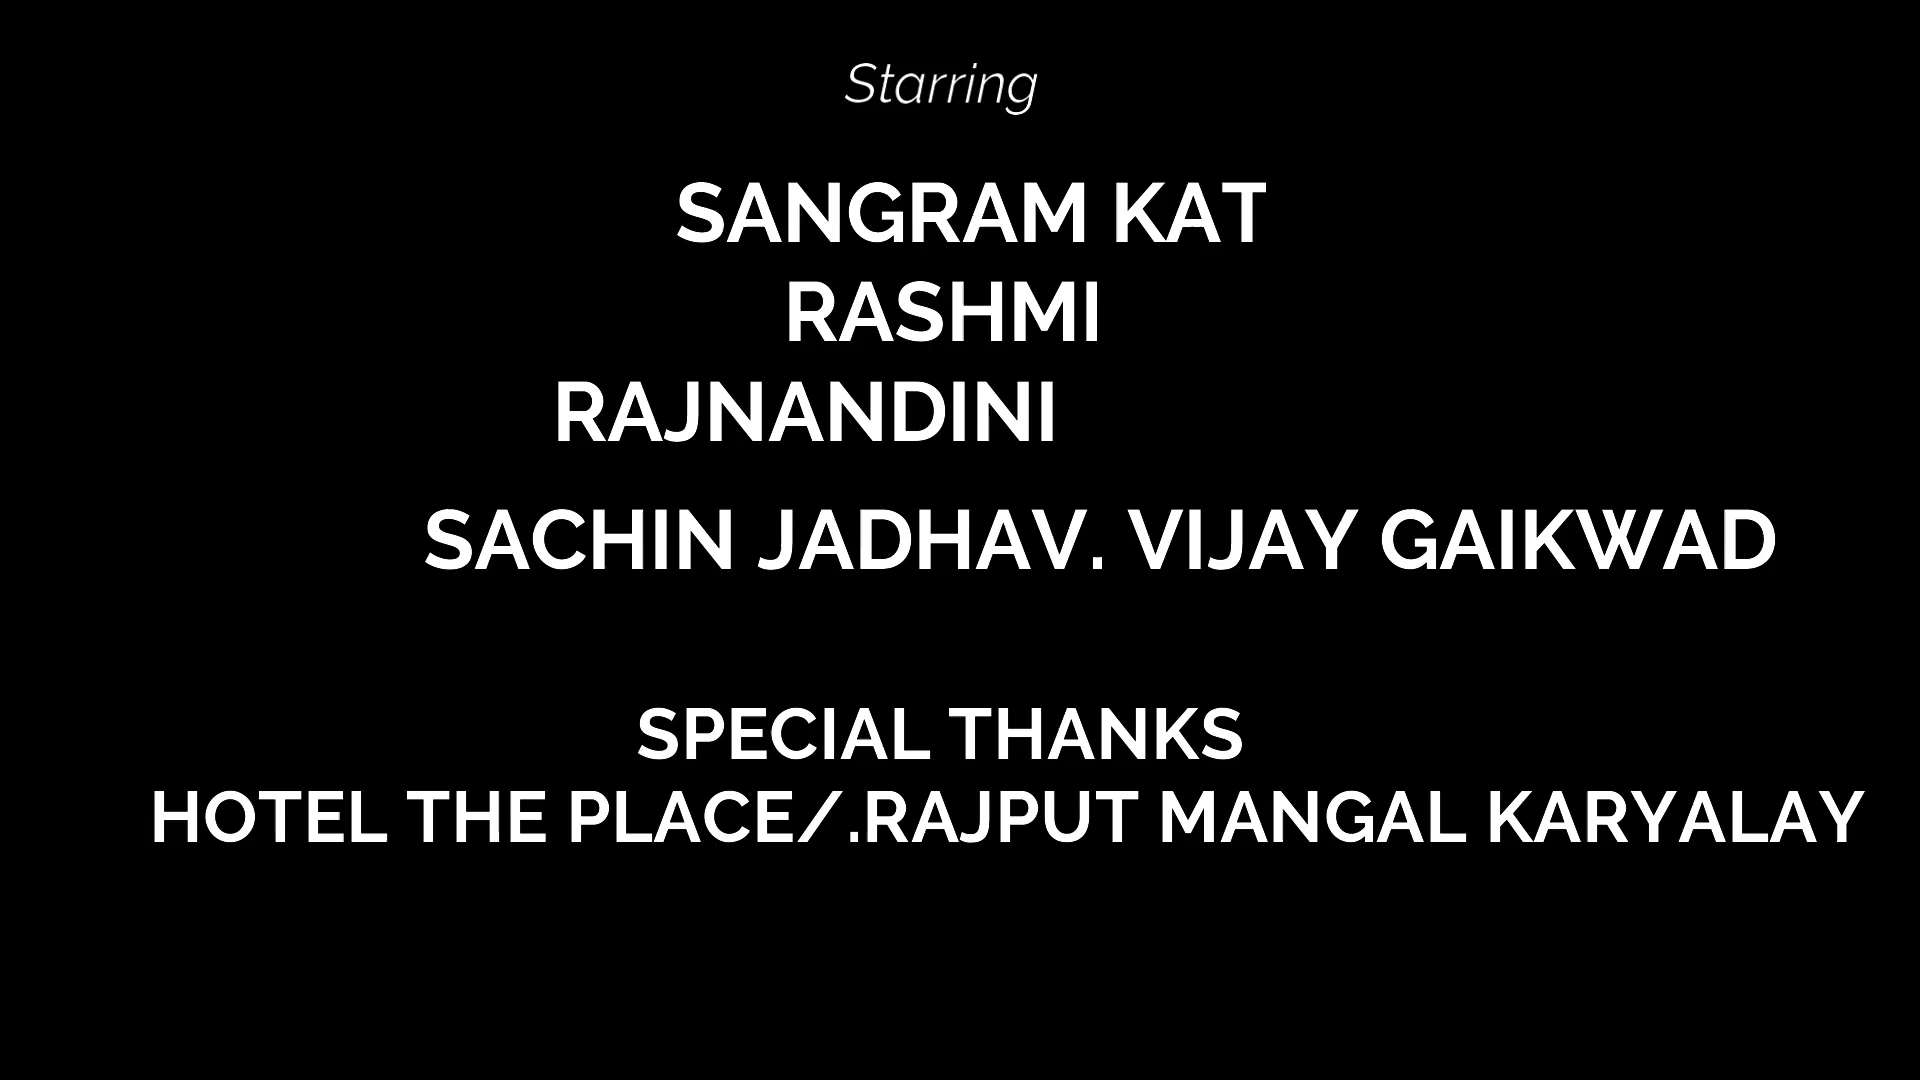 Starring
SANGRAM KAT
RASHMI
RAJNANDINI
SACHIN JADHAV. VIJAY GAIKWAD
SPECIAL THANKS
HOTEL THE PLACE/.RAJPUT MANGAL KARYALAY